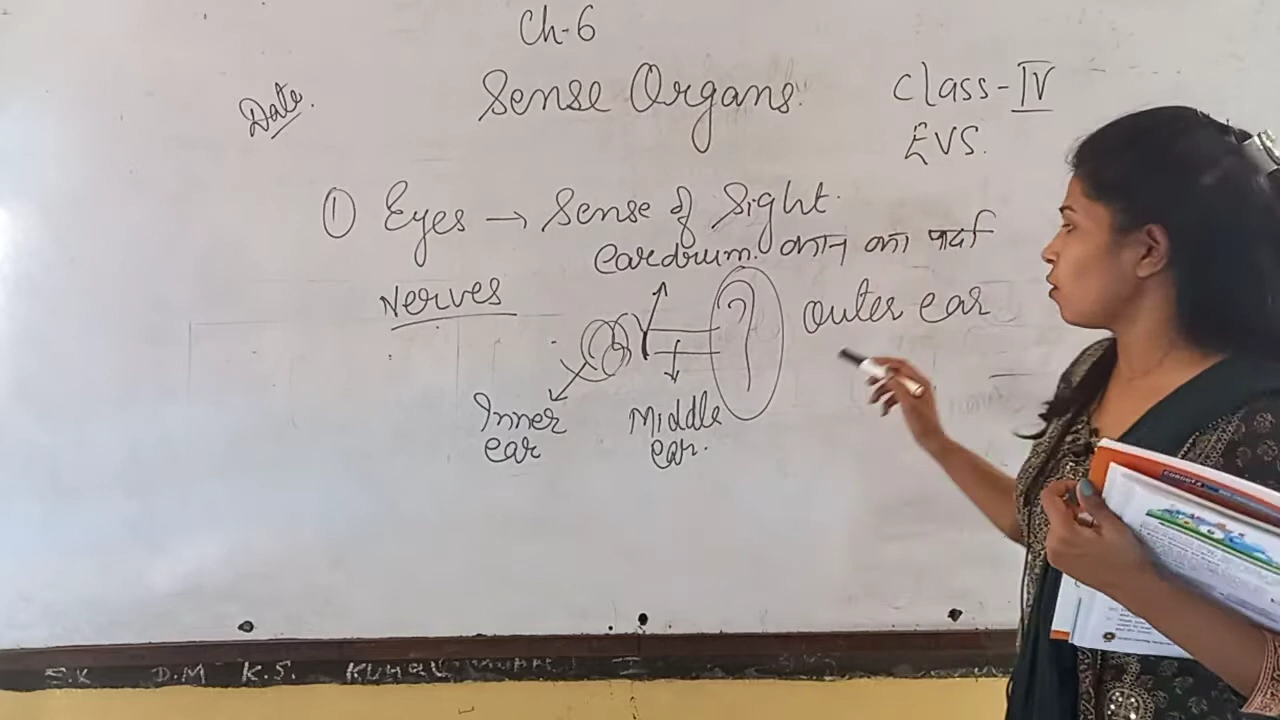 Ch-6
Date.
Sense Organs.
Class-IV
EVS.
① Eyes → Sense of Sight.
eardrum. कान का पर्दा
Nerves
outer ear
Inner
ear
Middle
ear.
E.K D.M K.S.